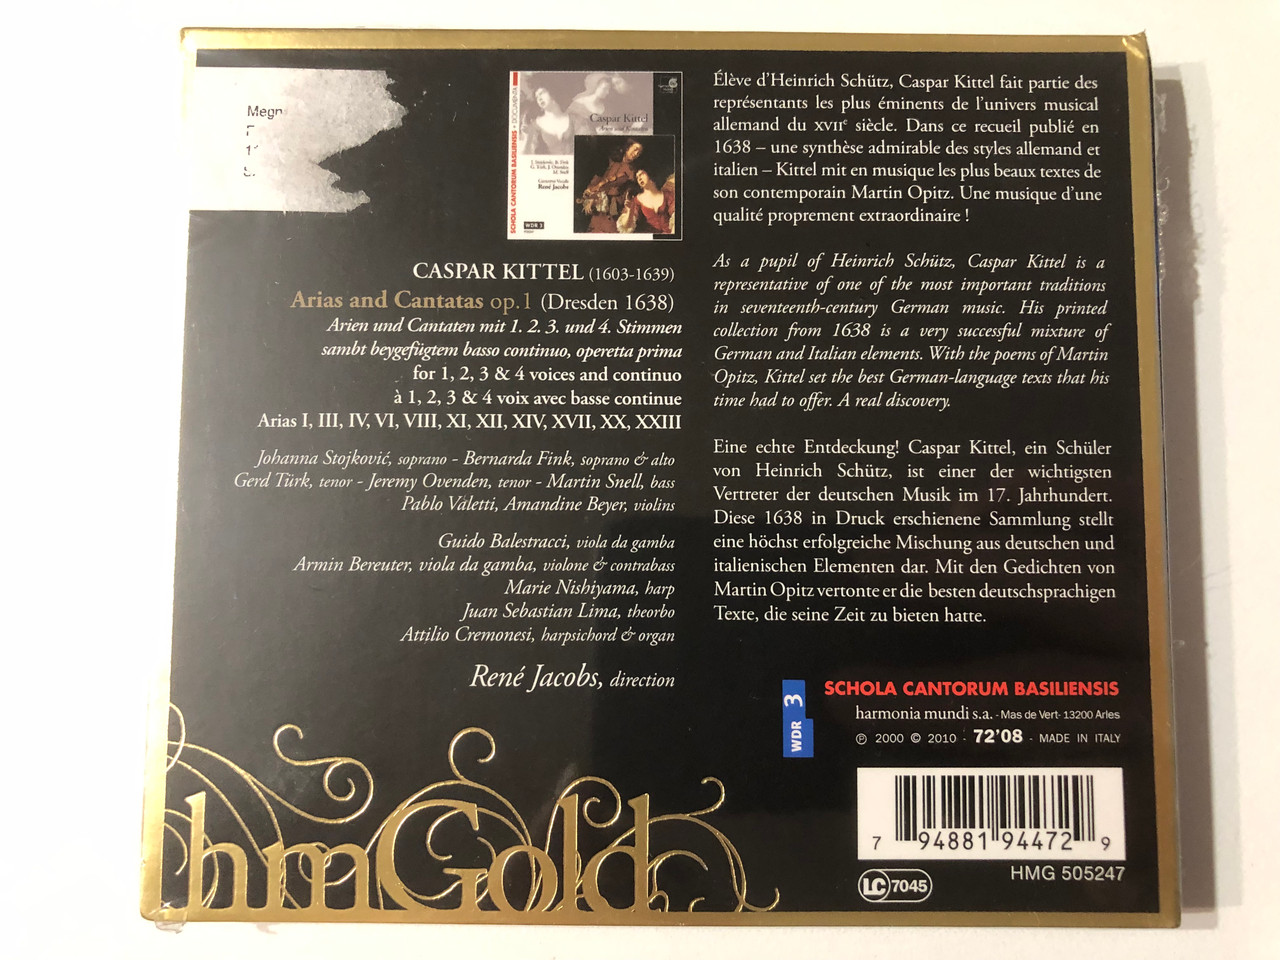 Caspar Kittel
Arias and Cantatas
SCHOLA CANTORUM BASILIENSIS • DOCUMENTA
René Jacobs
WDR 3
CASPAR KITTEL (1603-1639)
Arias and Cantatas op.1 (Dresden 1638)
Arien und Cantaten mit 1. 2. 3. und 4. Stimmen
sambt beygefügtem basso continuo, operetta prima
for 1, 2, 3 & 4 voices and continuo
à 1, 2, 3 & 4 voix avec basse continue
Arias I, III, IV, VI, VIII, XI, XII, XIV, XVII, XX, XXIII
Johanna Stojković, soprano - Bernarda Fink, soprano & alto
Gerd Türk, tenor - Jeremy Ovenden, tenor - Martin Snell, bass
Pablo Valetti, Amandine Beyer, violins
Guido Balestracci, viola da gamba
Armin Bereuter, viola da gamba, violone & contrabass
Marie Nishiyama, harp
Juan Sebastian Lima, theorbo
Attilio Cremonesi, harpsichord & organ
René Jacobs, direction
hmGold
Élève d'Heinrich Schütz, Caspar Kittel fait partie des
représentants les plus éminents de l'univers musical
allemand du XVIIe siècle. Dans ce recueil publié en
1638 – une synthèse admirable des styles allemand et
italien – Kittel mit en musique les plus beaux textes de
son contemporain Martin Opitz. Une musique d'une
qualité proprement extraordinaire !
As a pupil of Heinrich Schütz, Caspar Kittel is a
representative of one of the most important traditions
in seventeenth-century German music. His printed
collection from 1638 is a very successful mixture of
German and Italian elements. With the poems of Martin
Opitz, Kittel set the best German-language texts that his
time had to offer. A real discovery.
Eine echte Entdeckung! Caspar Kittel, ein Schüler
von Heinrich Schütz, ist einer der wichtigsten
Vertreter der deutschen Musik im 17. Jahrhundert.
Diese 1638 in Druck erschienene Sammlung stellt
eine höchst erfolgreiche Mischung aus deutschen und
italienischen Elementen dar. Mit den Gedichten von
Martin Opitz vertonte er die besten deutschsprachigen
Texte, die seine Zeit zu bieten hatte.
WDR 3
SCHOLA CANTORUM BASILIENSIS
harmonia mundi s.a. - Mas de Vert- 13200 Arles
℗ 2000 © 2010 - 72'08 - MADE IN ITALY
7 94881 94472 9
HMG 505247
LC 7045